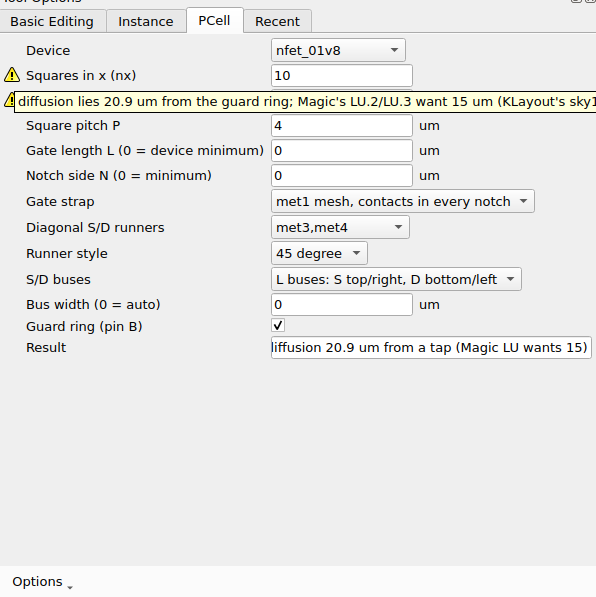 Tool Options
Basic Editing Instance PCell Recent
Device nfet_01v8
Squares in x (nx) 10
diffusion lies 20.9 um from the guard ring; Magic's LU.2/LU.3 want 15 um (KLayout's sky1
Square pitch P 4 um
Gate length L (0 = device minimum) 0 um
Notch side N (0 = minimum) 0 um
Gate strap met1 mesh, contacts in every notch
Diagonal S/D runners met3,met4
Runner style 45 degree
S/D buses L buses: S top/right, D bottom/left
Bus width (0 = auto) 0 um
Guard ring (pin B)
Result liffusion 20.9 um from a tap (Magic LU wants 15)
Options